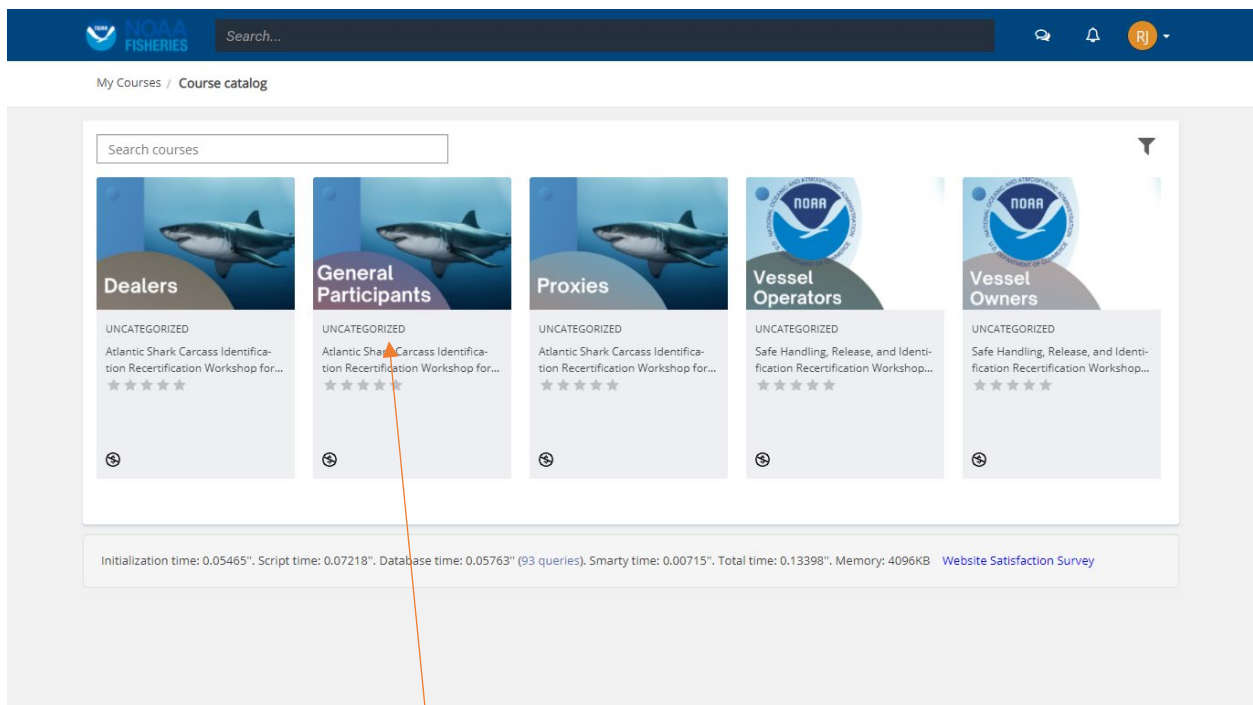 NOAA
FISHERIES
Search...
RJ
My Courses / Course catalog
Search courses
Dealers
UNCATEGORIZED
Atlantic Shark Carcass Identifica-
tion Recertification Workshop for...
General
Participants
UNCATEGORIZED
Atlantic Shark Carcass Identifica-
tion Recertification Workshop for...
Proxies
UNCATEGORIZED
Atlantic Shark Carcass Identifica-
tion Recertification Workshop for...
NOAA
Vessel
Operators
UNCATEGORIZED
Safe Handling, Release, and Identi-
fication Recertification Workshop...
NOAA
Vessel
Owners
UNCATEGORIZED
Safe Handling, Release, and Identi-
fication Recertification Workshop...
Initialization time: 0.05465". Script time: 0.07218". Database time: 0.05763" (93 queries). Smarty time: 0.00715". Total time: 0.13398". Memory: 4096KB Website Satisfaction Survey